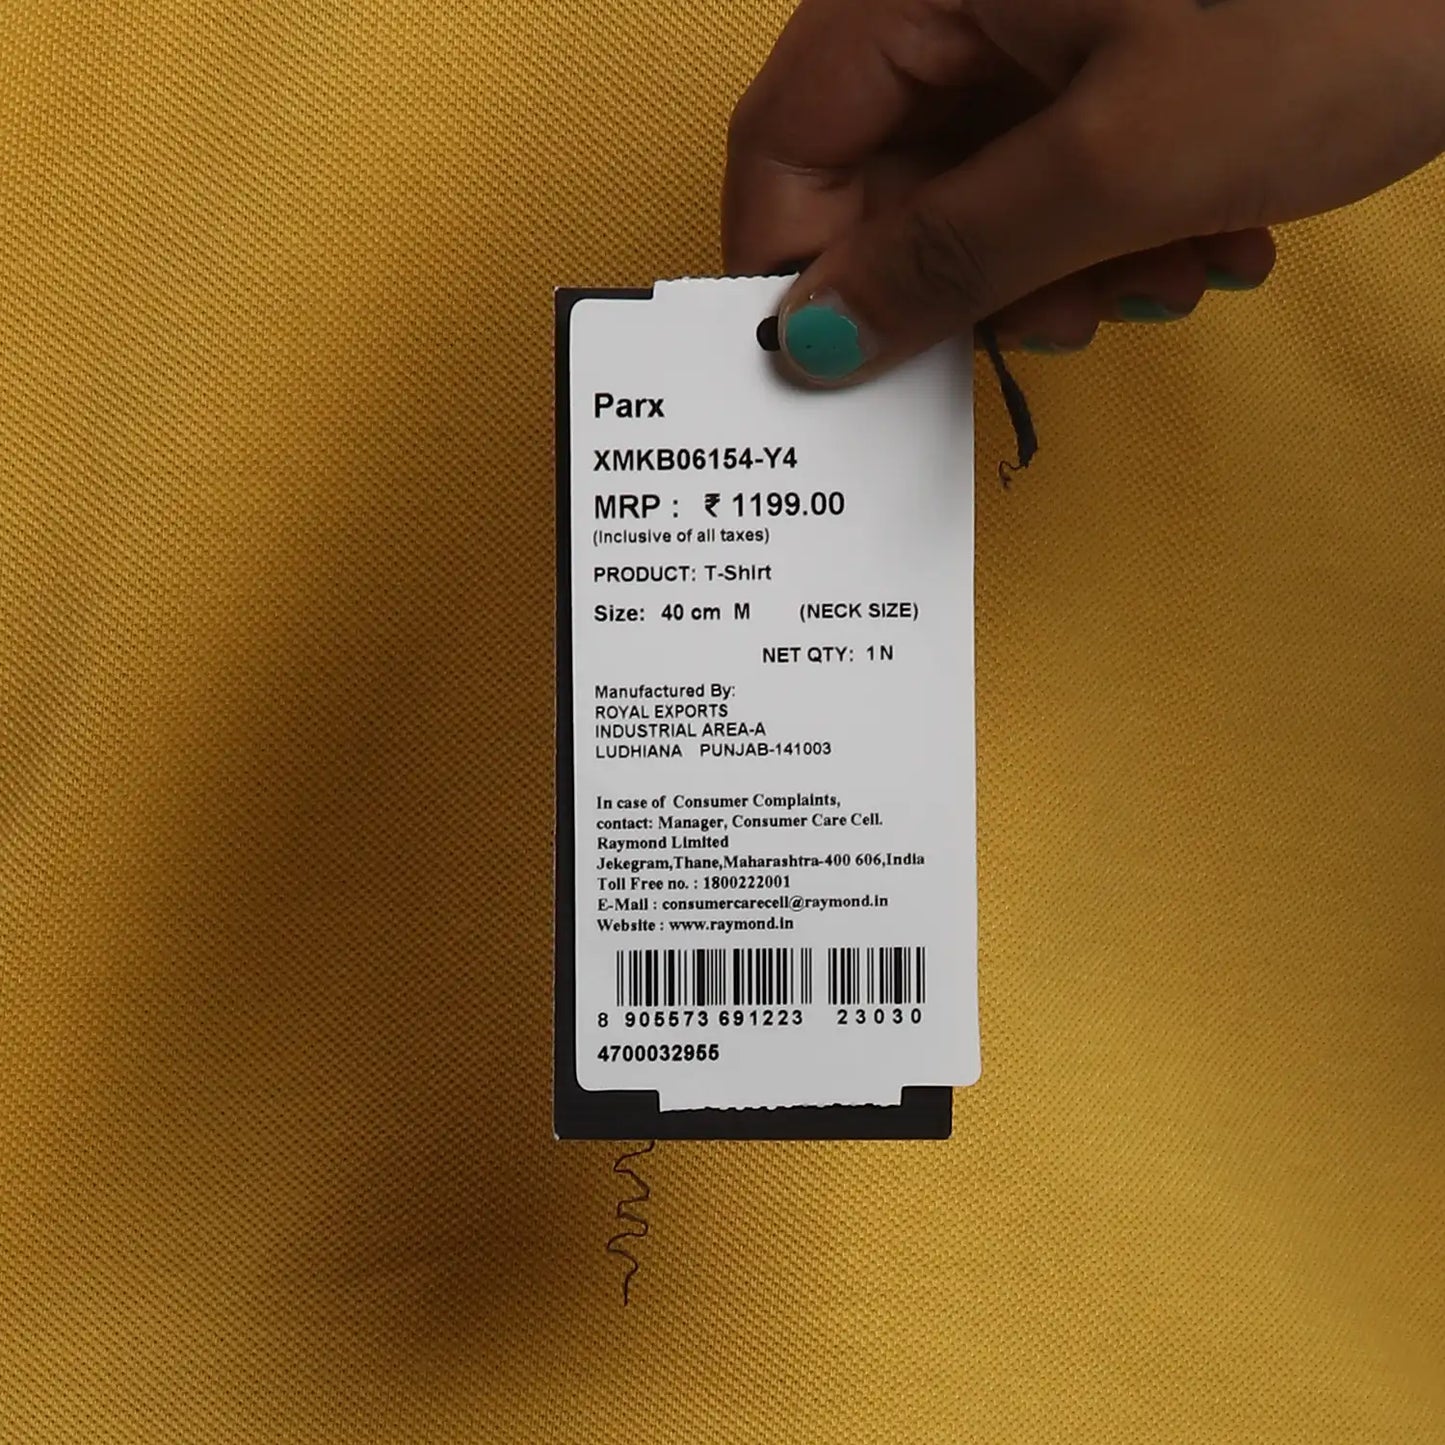 Parx
XMKB06154-Y4
MRP : ₹ 1199.00
(Inclusive of all taxes)
PRODUCT: T-Shirt
Size: 40 cm M (NECK SIZE)
NET QTY: 1 N
Manufactured By:
ROYAL EXPORTS
INDUSTRIAL AREA-A
LUDHIANA PUNJAB-141003
In case of Consumer Complaints,
contact: Manager, Consumer Care Cell.
Raymond Limited
Jekegram,Thane,Maharashtra-400 606,India
Toll Free no. : 1800222001
E-Mail : consumercarecell@raymond.in
Website : www.raymond.in
8 905573 691223 23030
4700032955